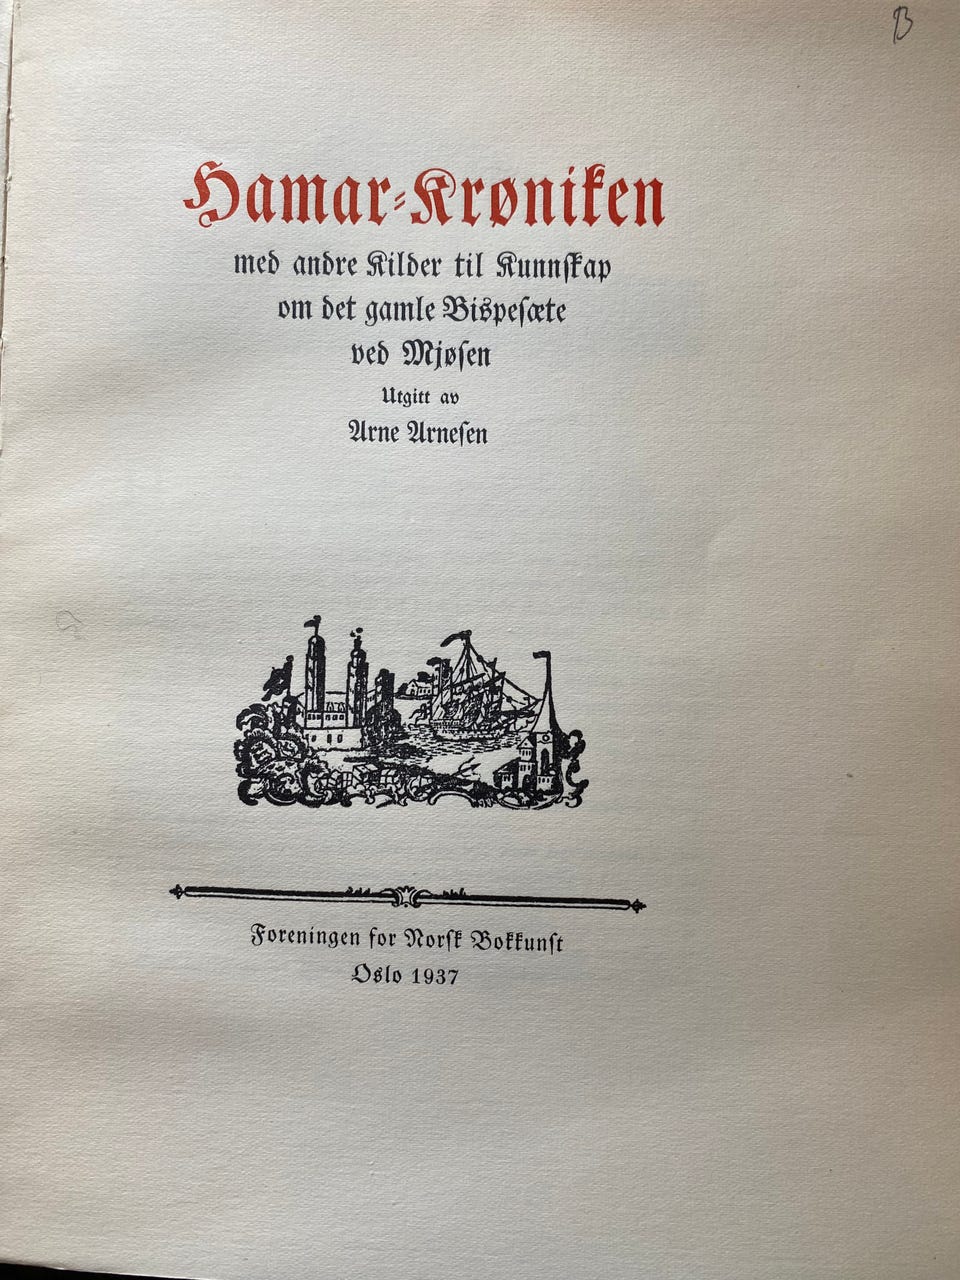 B
Hamar-Krøniken
med andre Kilder til Kunnskap
om det gamle Bispesæte
ved Mjøsen
Utgitt av
Arne Arnesen
Foreningen for Norsk Bokkunst
Oslo 1937